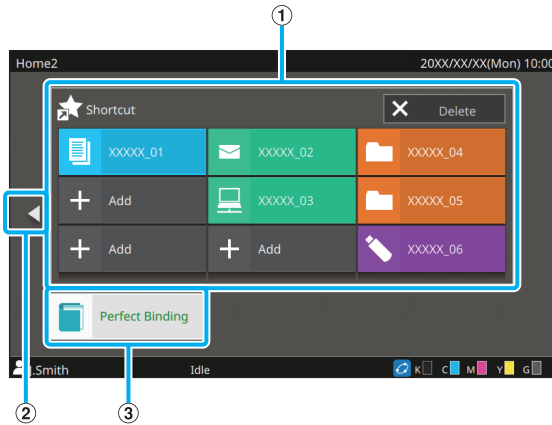 ①
Home2 20XX/XX/XX(Mon) 10:00
Shortcut Delete
XXXXX_01 XXXXX_02 XXXXX_04
Add XXXXX_03 XXXXX_05
Add Add XXXXX_06
Perfect Binding
J.Smith Idle K C M Y G
② ③